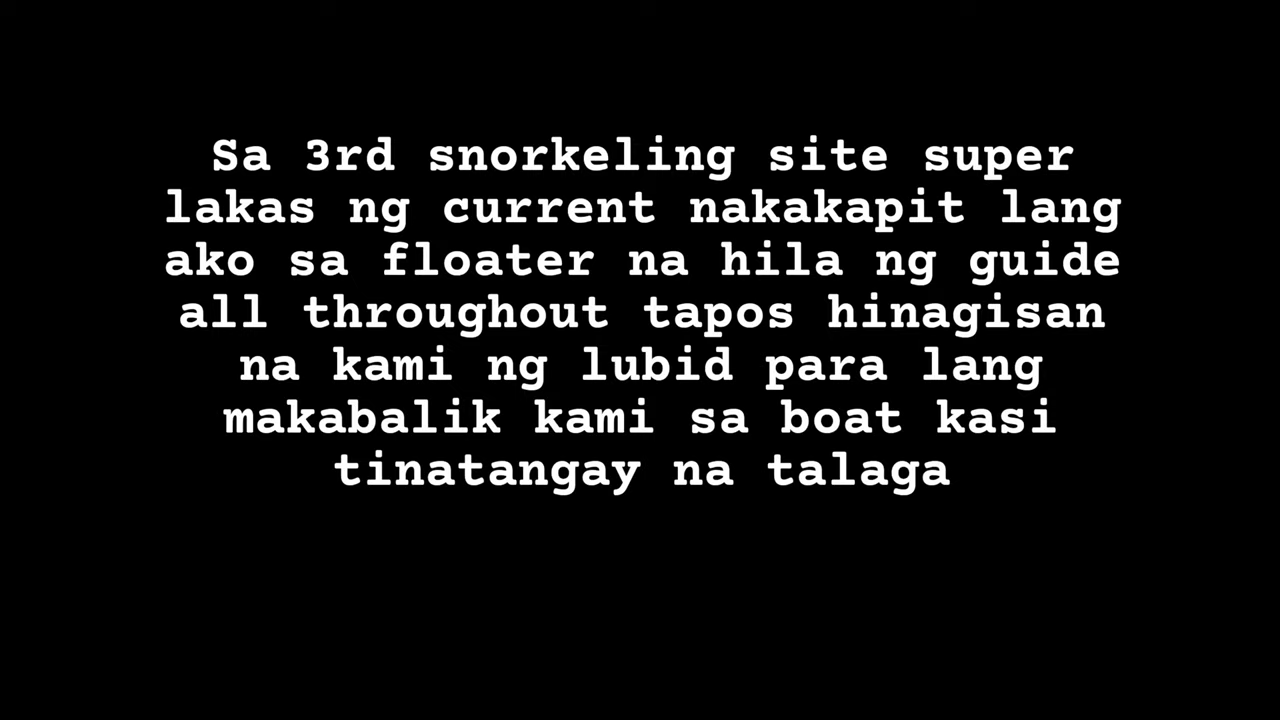 Sa 3rd snorkeling site super
lakas ng current nakakapit lang
ako sa floater na hila ng guide
all throughout tapos hinagisan
na kami ng lubid para lang
makabalik kami sa boat kasi
tinatangay na talaga